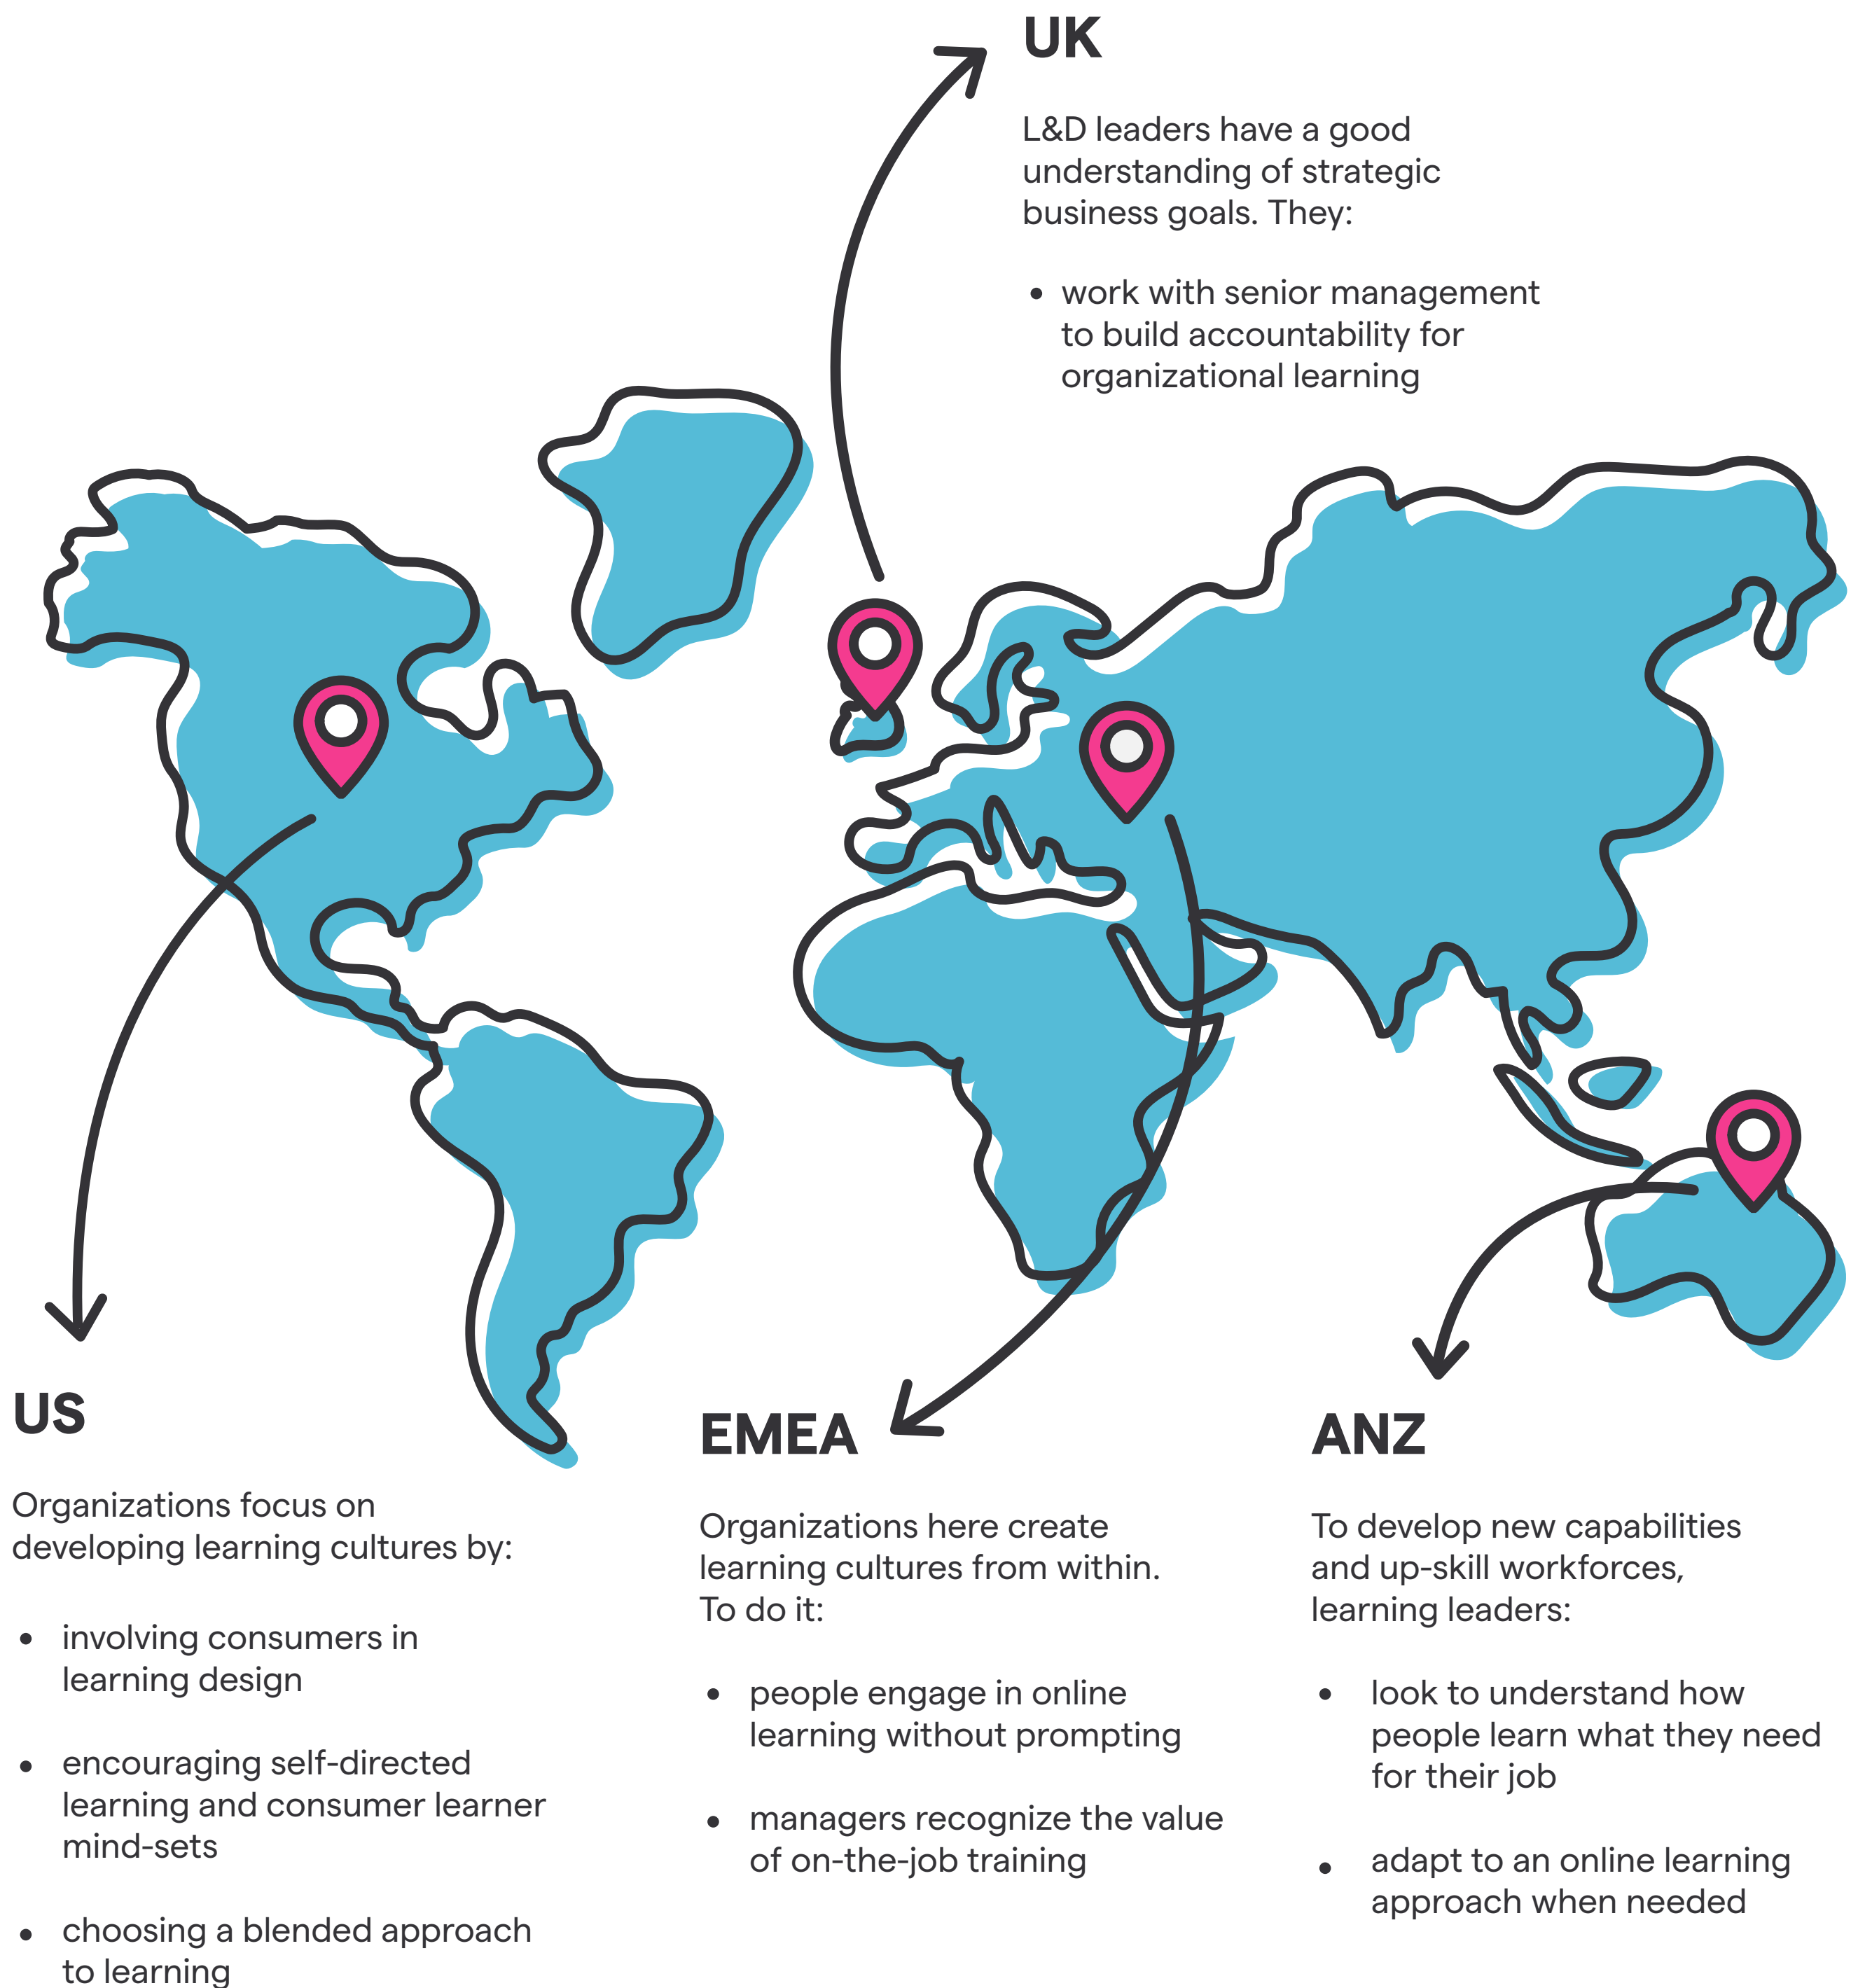 UK
L&D leaders have a good
understanding of strategic
business goals. They:
• work with senior management
to build accountability for
organizational learning
US
Organizations focus on
developing learning cultures by:
• involving consumers in
learning design
• encouraging self-directed
learning and consumer learner
mind-sets
• choosing a blended approach
to learning
EMEA
Organizations here create
learning cultures from within.
To do it:
• people engage in online
learning without prompting
• managers recognize the value
of on-the-job training
ANZ
To develop new capabilities
and up-skill workforces,
learning leaders:
• look to understand how
people learn what they need
for their job
• adapt to an online learning
approach when needed